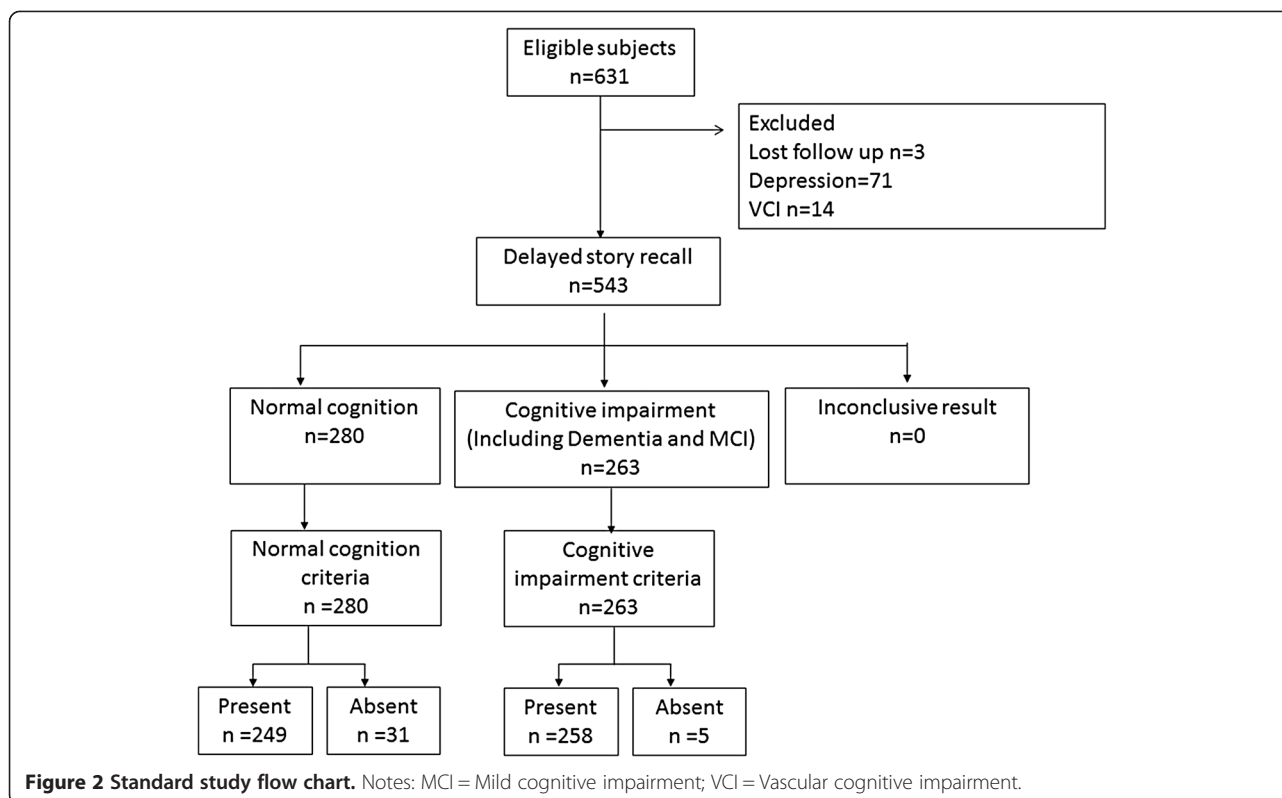 Eligible subjects
n=631
Excluded
Lost follow up n=3
Depression=71
VCI n=14
Delayed story recall
n=543
Normal cognition
n=280
Cognitive impairment
(Including Dementia and MCI)
n=263
Inconclusive result
n=0
Normal cognition
criteria
n =280
Cognitive
impairment criteria
n=263
Present
n =249
Absent
n =31
Present
n =258
Absent
n =5
Figure 2 Standard study flow chart. Notes: MCI = Mild cognitive impairment; VCI = Vascular cognitive impairment.